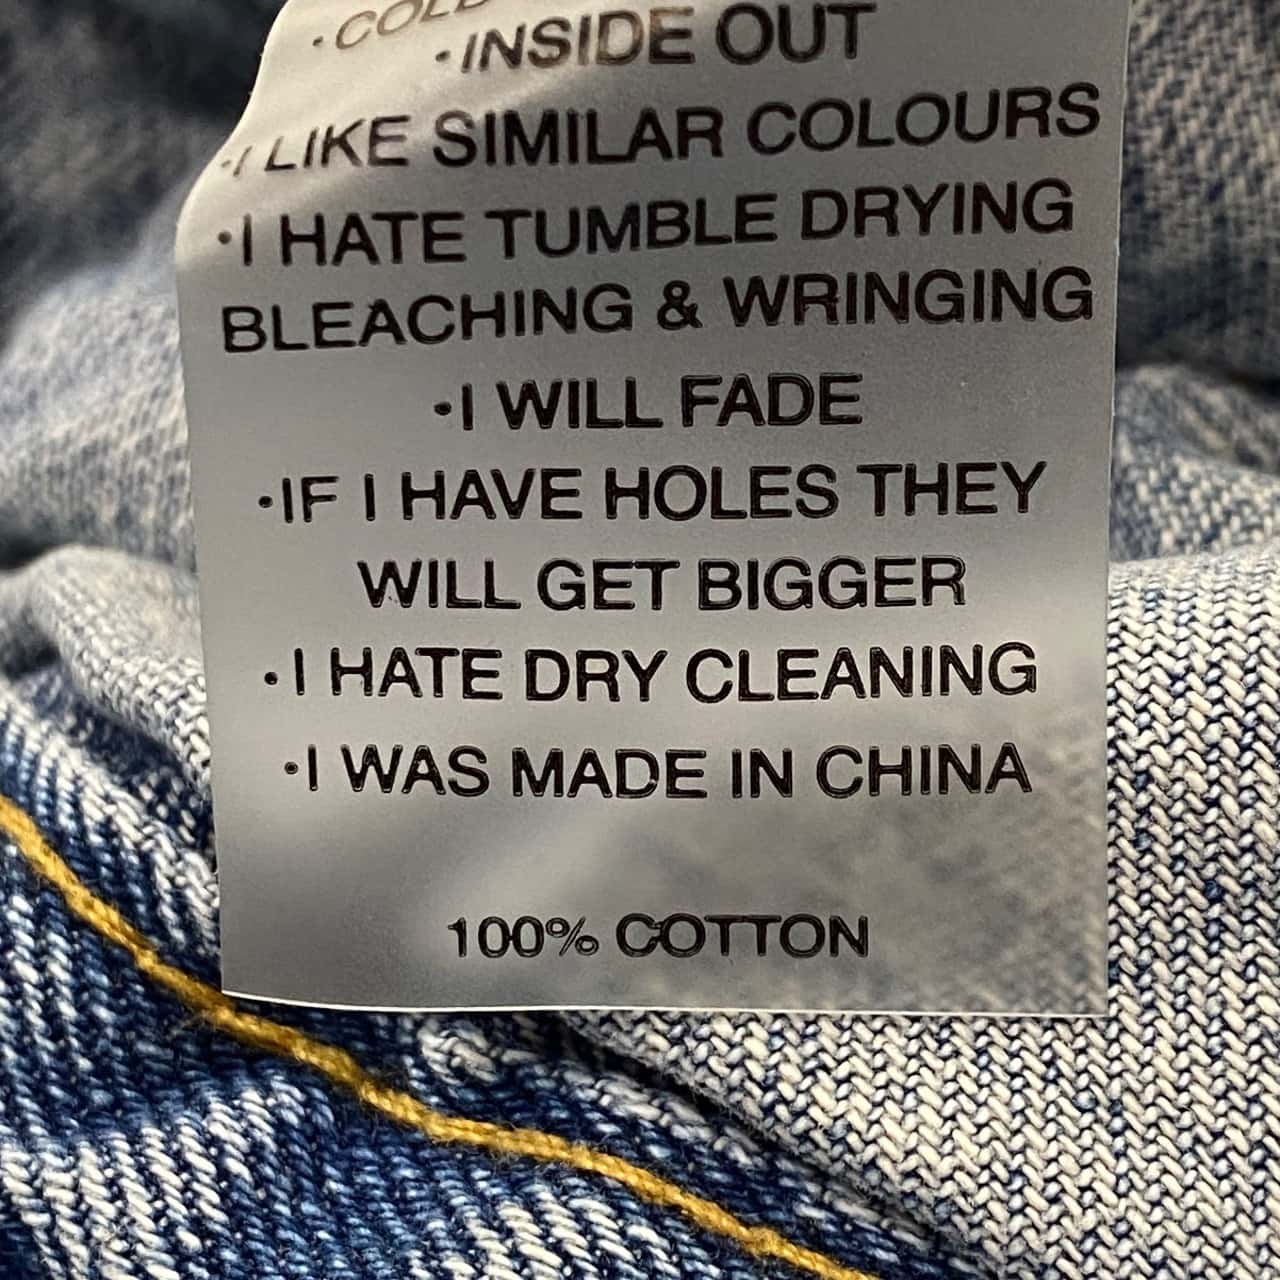 ·COLD
·INSIDE OUT
·I LIKE SIMILAR COLOURS
·I HATE TUMBLE DRYING
BLEACHING & WRINGING
·I WILL FADE
·IF I HAVE HOLES THEY
WILL GET BIGGER
·I HATE DRY CLEANING
·I WAS MADE IN CHINA
100% COTTON